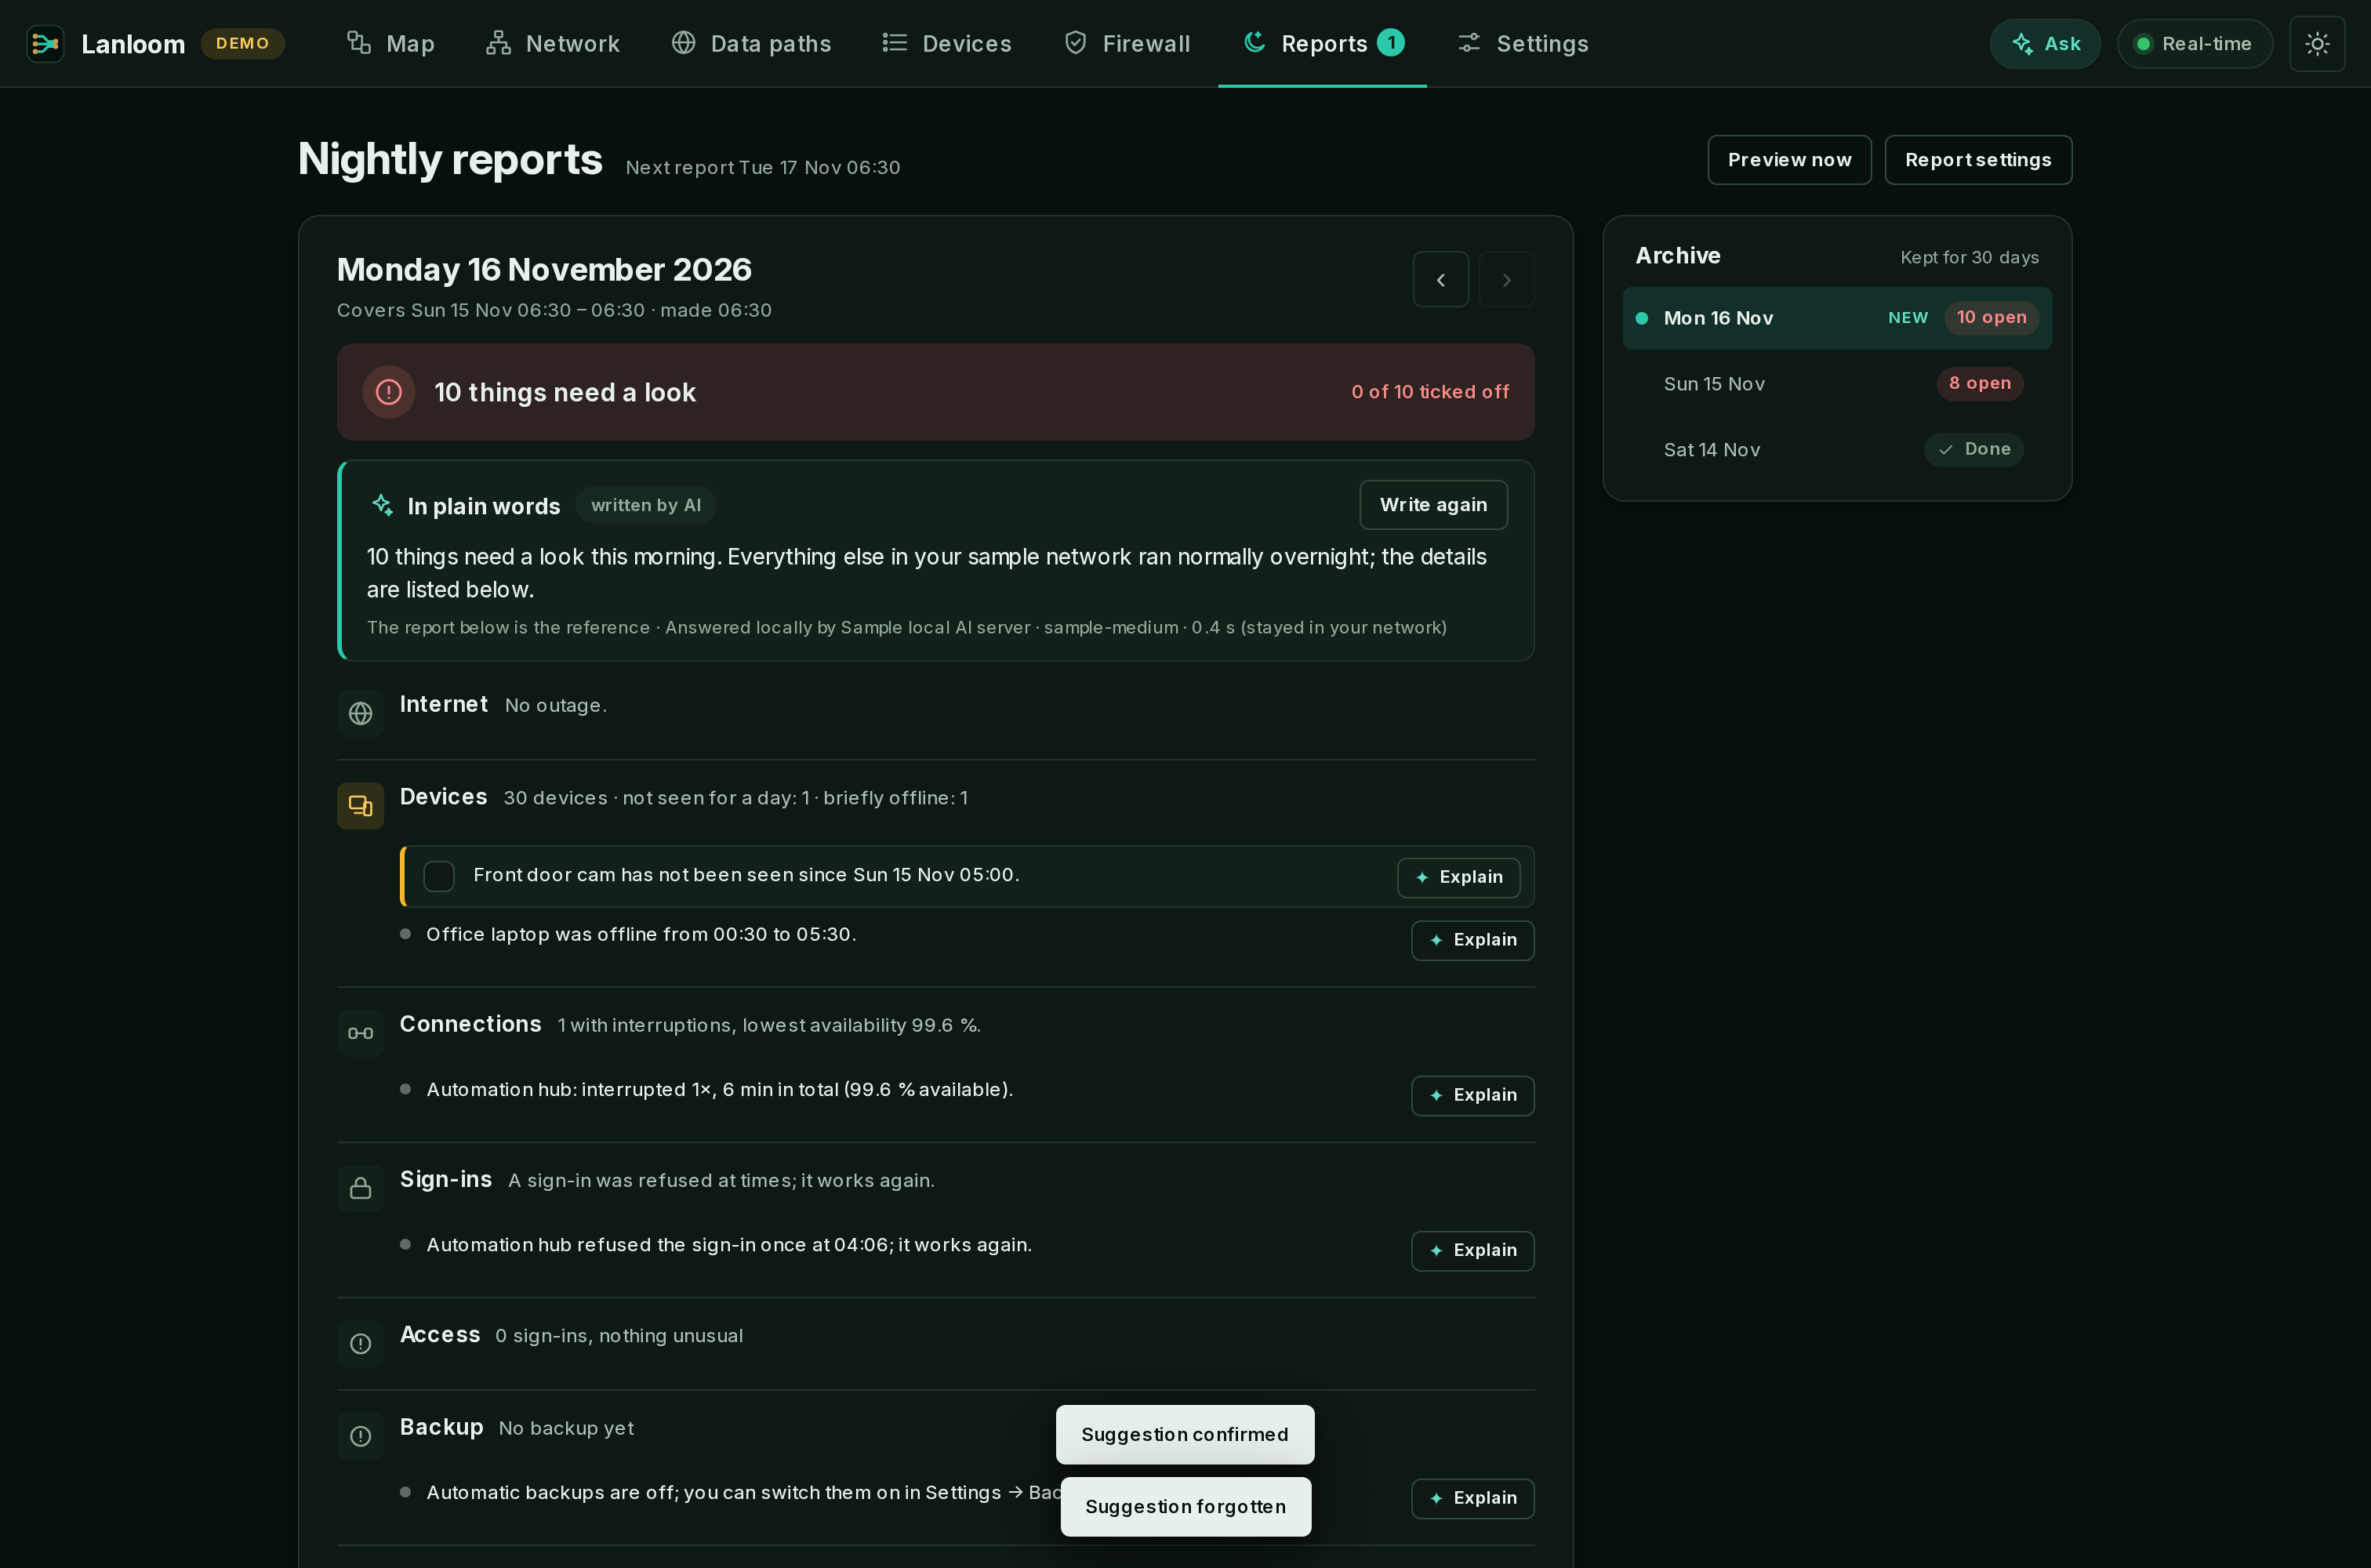 Lanloom DEMO Map Network Data paths Devices Firewall Reports 1 Settings Ask Real-time
Nightly reports Next report Tue 17 Nov 06:30 Preview now Report settings
Monday 16 November 2026
Covers Sun 15 Nov 06:30 – 06:30 · made 06:30
10 things need a look 0 of 10 ticked off
In plain words written by AI Write again
10 things need a look this morning. Everything else in your sample network ran normally overnight; the details
are listed below.
The report below is the reference · Answered locally by Sample local AI server · sample-medium · 0.4 s (stayed in your network)
Internet No outage.
Devices 30 devices · not seen for a day: 1 · briefly offline: 1
Front door cam has not been seen since Sun 15 Nov 05:00. Explain
Office laptop was offline from 00:30 to 05:30. Explain
Connections 1 with interruptions, lowest availability 99.6 %.
Automation hub: interrupted 1×, 6 min in total (99.6 % available). Explain
Sign-ins A sign-in was refused at times; it works again.
Automation hub refused the sign-in once at 04:06; it works again. Explain
Access 0 sign-ins, nothing unusual
Backup No backup yet
Automatic backups are off; you can switch them on in Settings → Explain
Suggestion confirmed
Suggestion forgotten
Archive Kept for 30 days
Mon 16 Nov NEW 10 open
Sun 15 Nov 8 open
Sat 14 Nov Done